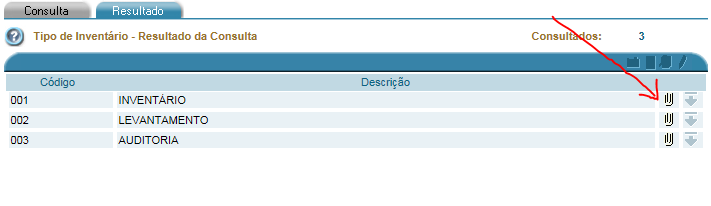 Consulta Resultado
Tipo de Inventário - Resultado da Consulta Consultados: 3
Código Descrição
001 INVENTÁRIO
002 LEVANTAMENTO
003 AUDITORIA